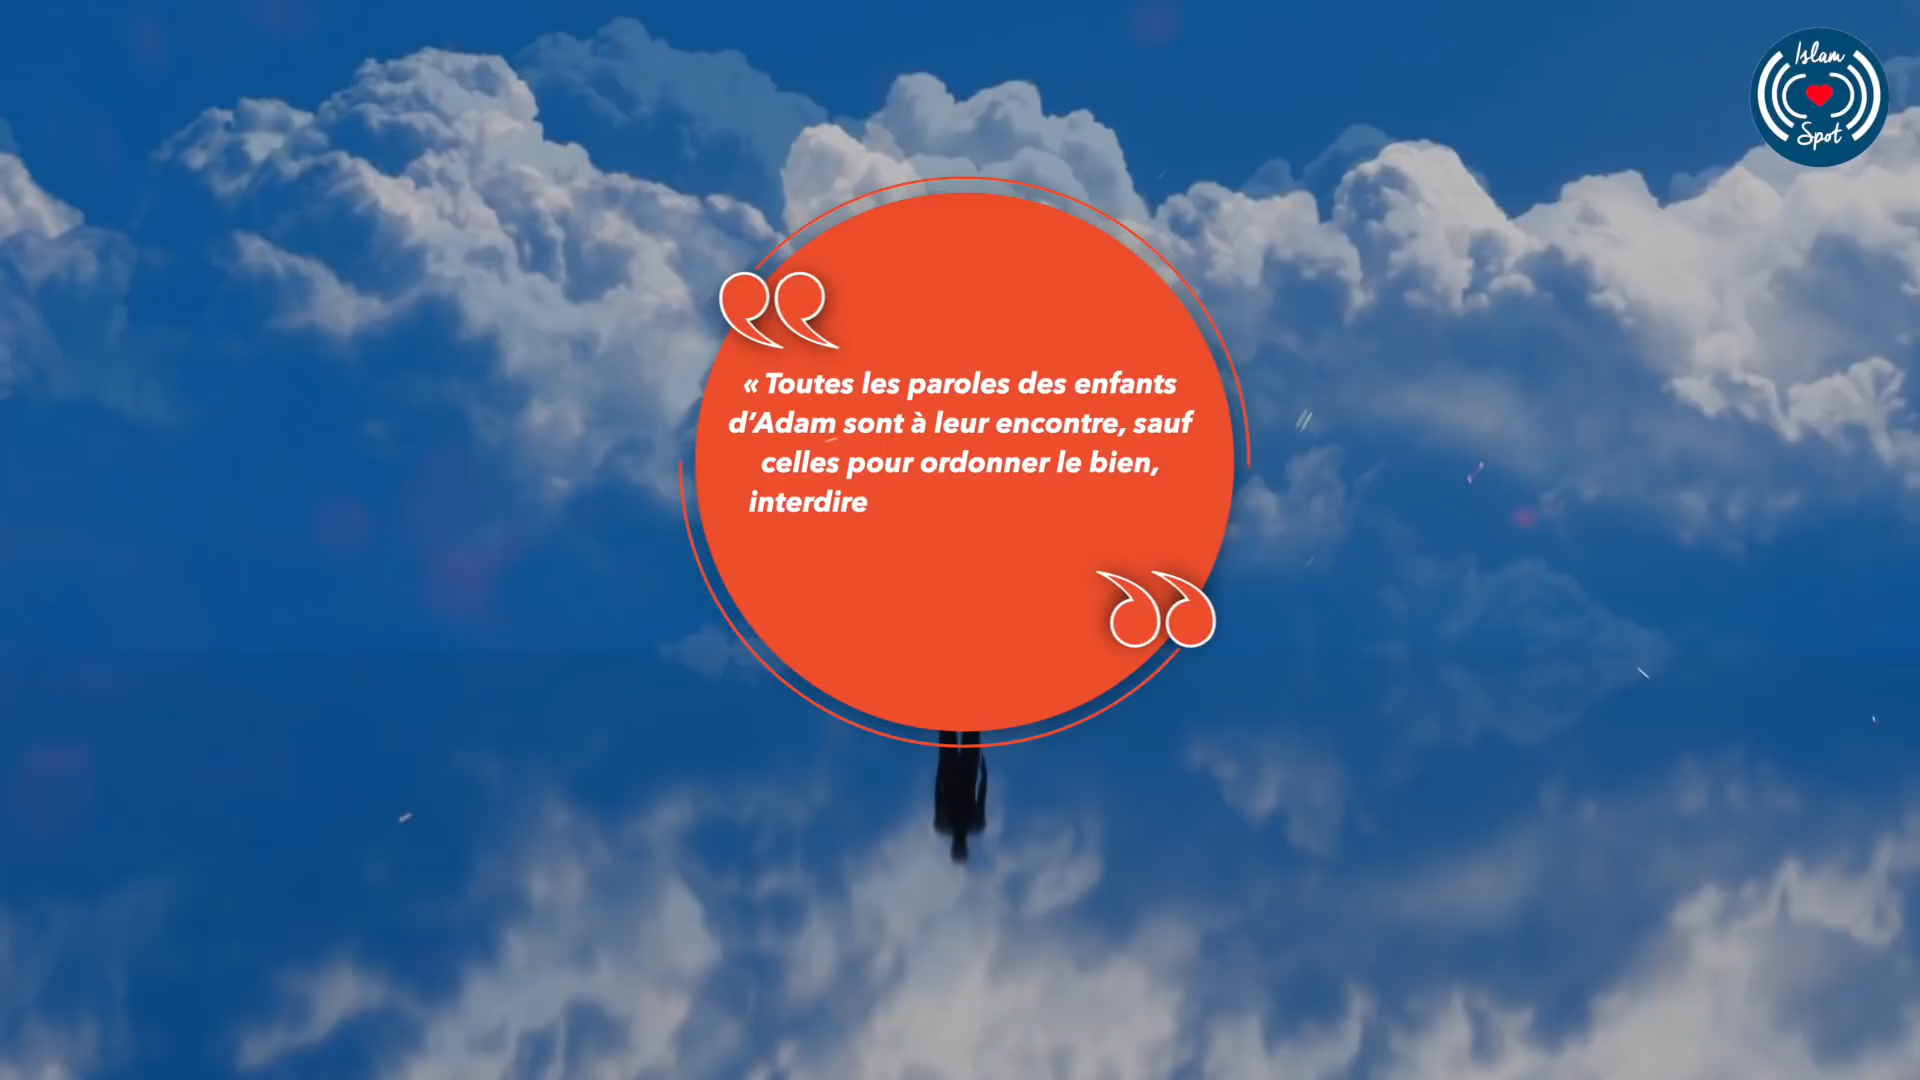 Islam
Spot
« Toutes les paroles des enfants
d’Adam sont à leur encontre, sauf
celles pour ordonner le bien,
interdire